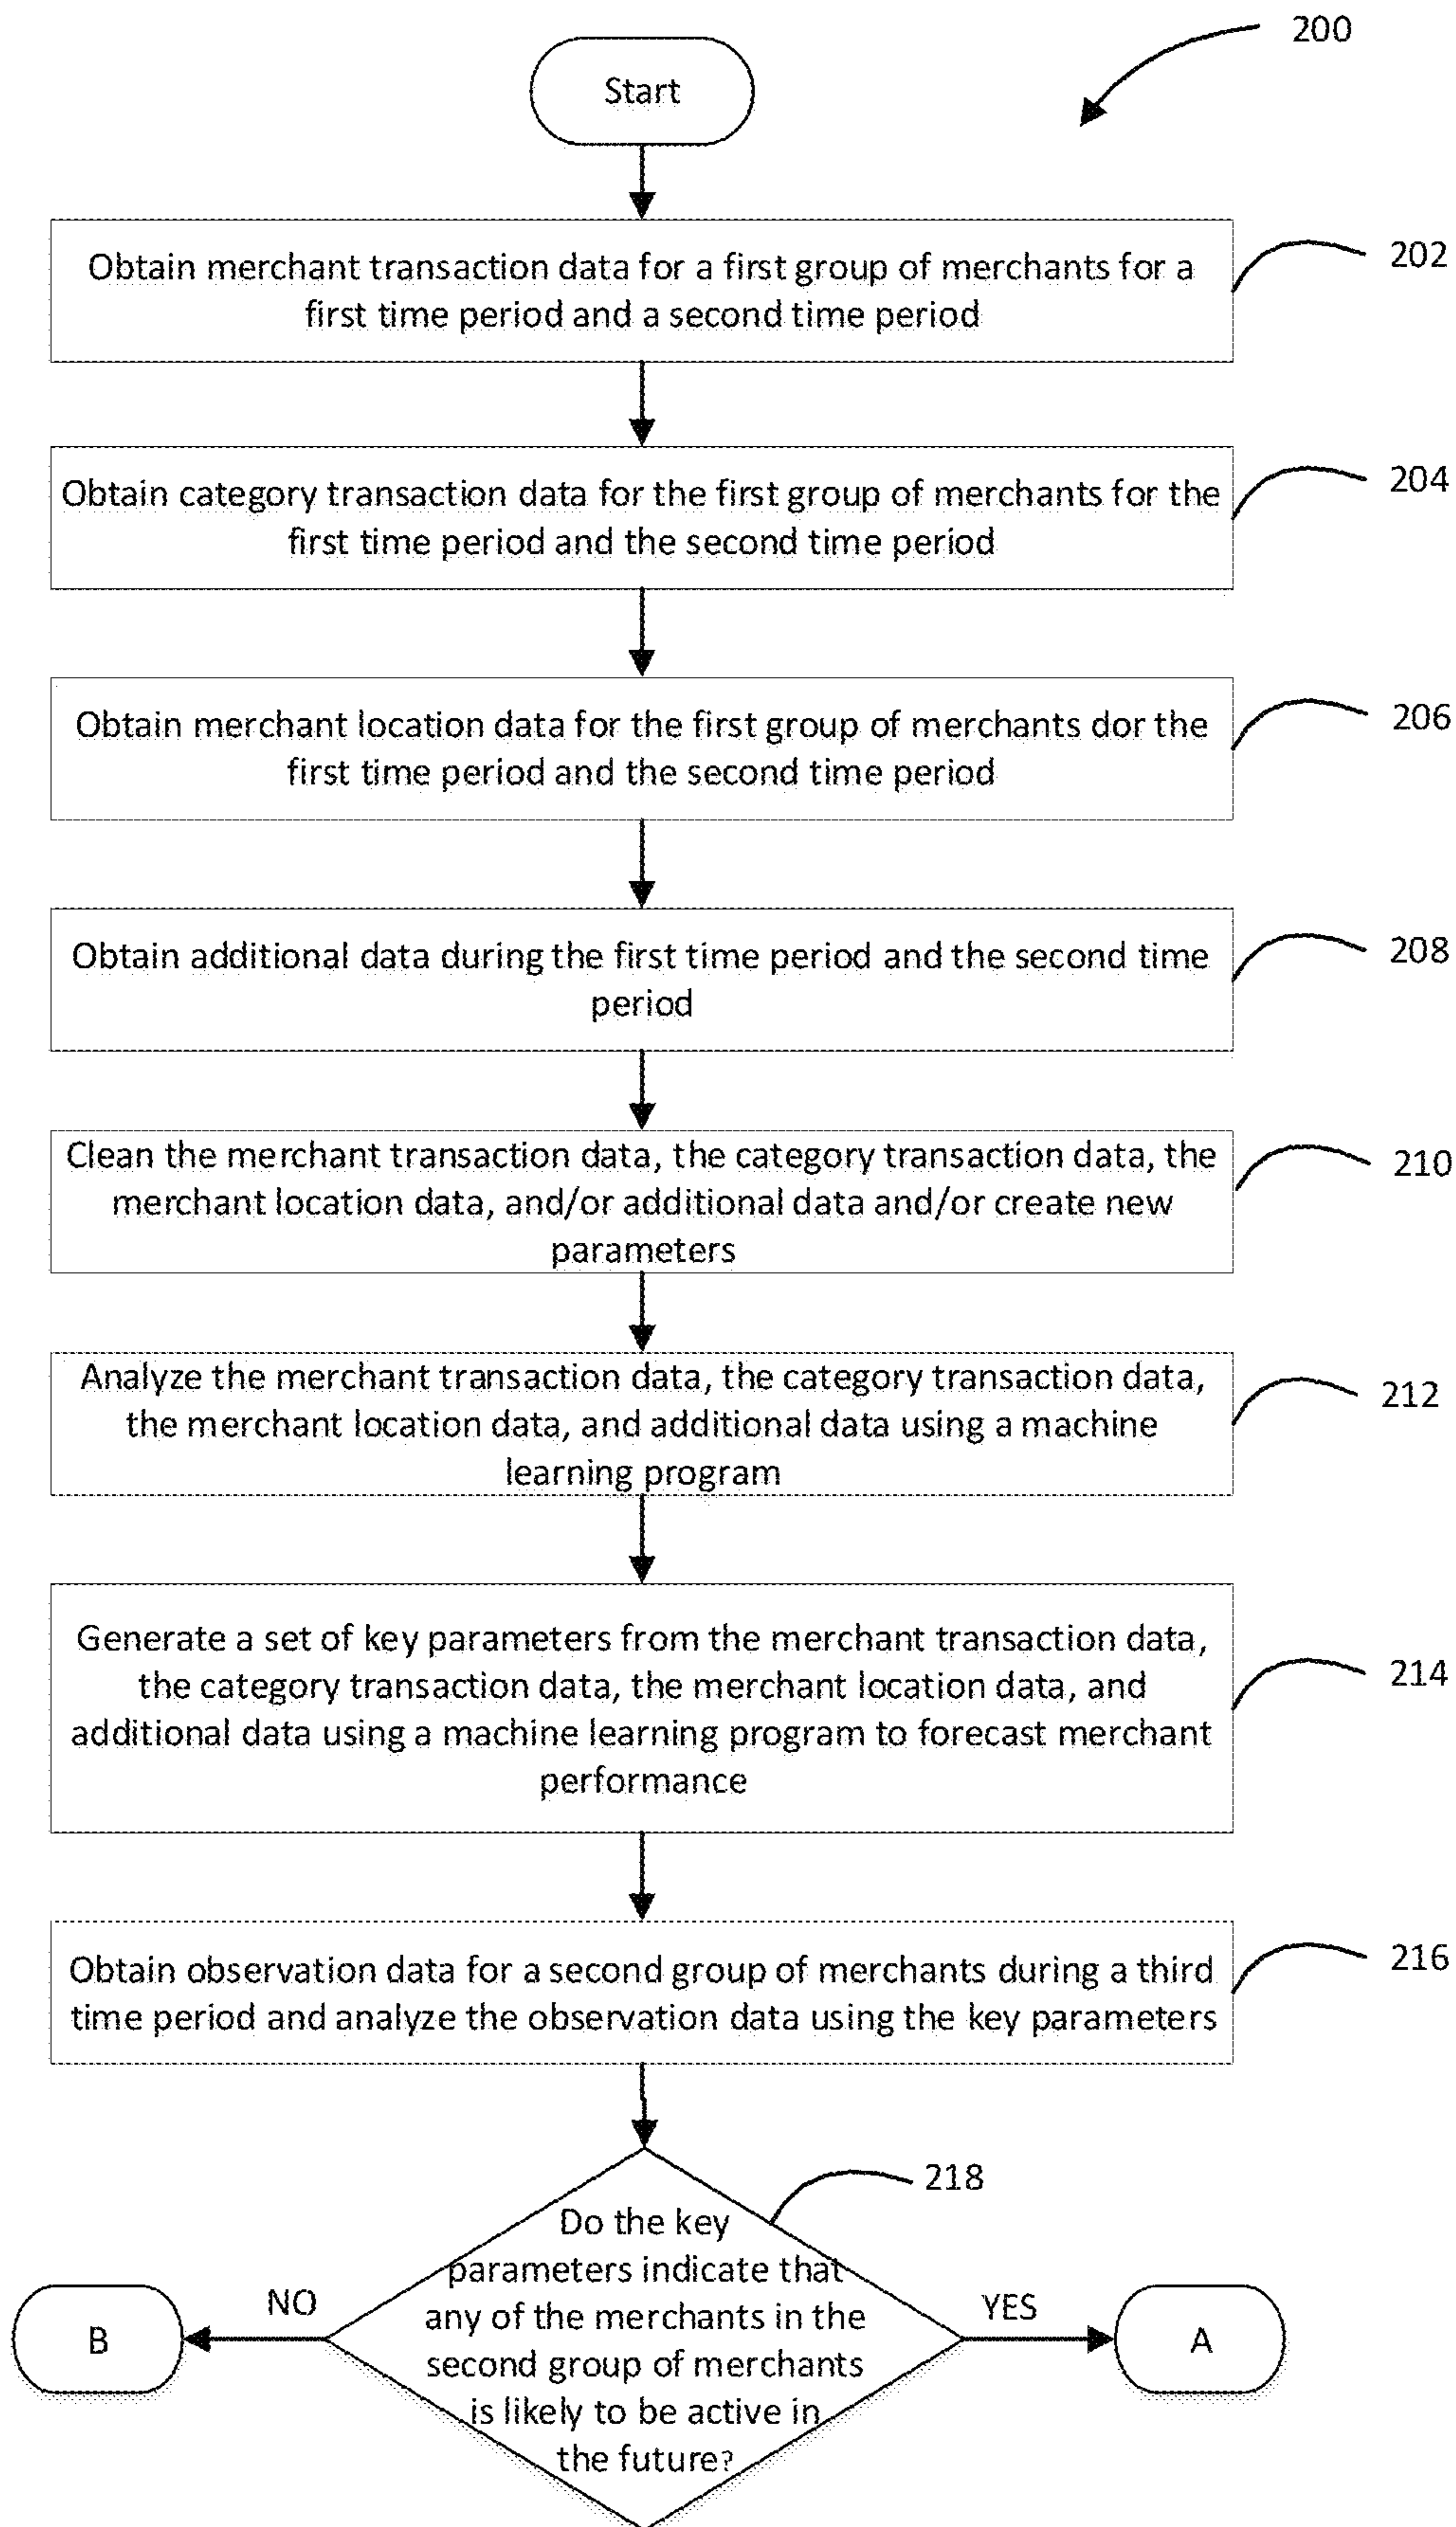 200
Start
Obtain merchant transaction data for a first group of merchants for a
first time period and a second time period
202
Obtain category transaction data for the first group of merchants for the
first time period and the second time period
204
Obtain merchant location data for the first group of merchants dor the
first time period and the second time period
206
Obtain additional data during the first time period and the second time
period
208
Clean the merchant transaction data, the category transaction data, the
merchant location data, and/or additional data and/or create new
parameters
210
Analyze the merchant transaction data, the category transaction data,
the merchant location data, and additional data using a machine
learning program
212
Generate a set of key parameters from the merchant transaction data,
the category transaction data, the merchant location data, and
additional data using a machine learning program to forecast merchant
performance
214
Obtain observation data for a second group of merchants during a third
time period and analyze the observation data using the key parameters
216
218
Do the key
parameters indicate that
any of the merchants in the
second group of merchants
is likely to be active in
the future?
NO
B
YES
A